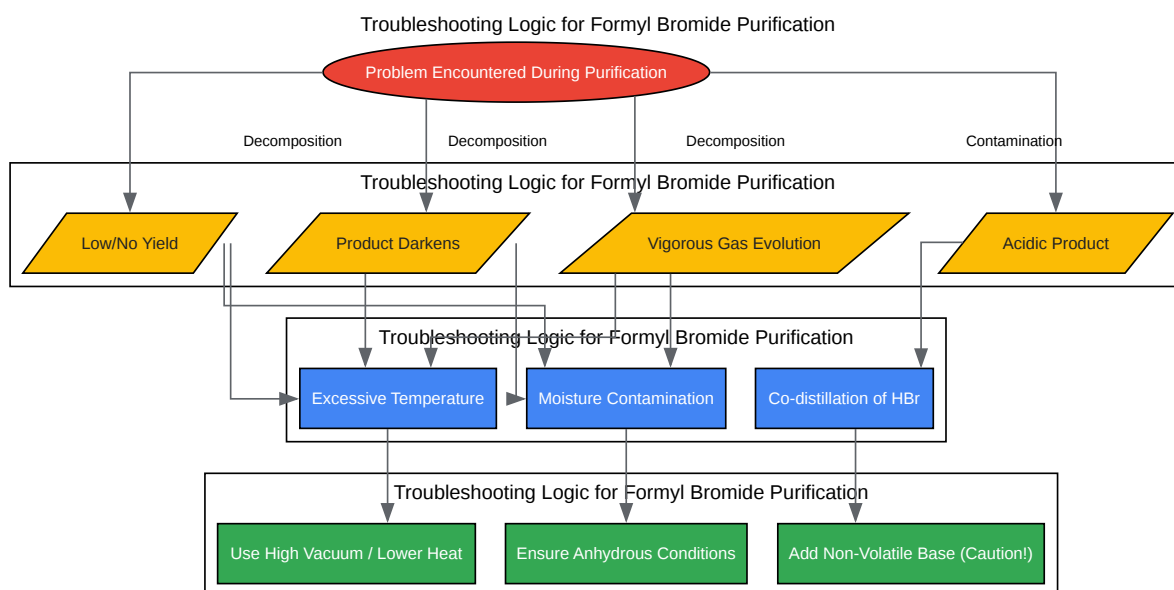 Troubleshooting Logic for Formyl Bromide Purification
Problem Encountered During Purification
Decomposition
Decomposition
Decomposition
Contamination
Troubleshooting Logic for Formyl Bromide Purification
Low/No Yield
Product Darkens
Vigorous Gas Evolution
Acidic Product
Troubleshooting Logic for Formyl Bromide Purification
Excessive Temperature
Moisture Contamination
Co-distillation of HBr
Troubleshooting Logic for Formyl Bromide Purification
Use High Vacuum / Lower Heat
Ensure Anhydrous Conditions
Add Non-Volatile Base (Caution!)